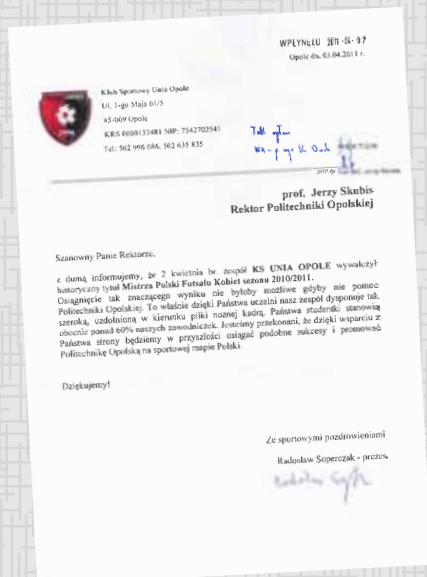 WPŁYNĘŁO 2011-04-07
Opole dn. 03.04.2011 r.
Klub Sportowy Unia Opole
Ul. 1-go Maja 61/5
45-069 Opole
KRS 0000133481 NIP: 7542702541
Tel: 502 996 086, 502 635 835
prof. Jerzy Skubis
Rektor Politechniki Opolskiej
Szanowny Panie Rektorze,
z dumą informujemy, że 2 kwietnia br. zespół KS UNIA OPOLE wywalczył
historyczny tytuł Mistrza Polski Futsalu Kobiet sezonu 2010/2011.
Osiągnięcie tak znaczącego wyniku nie byłoby możliwe gdyby nie pomoc
Politechniki Opolskiej. To właśnie dzięki Państwa uczelni nasz zespół dysponuje tak
szeroką, uzdolnioną w kierunku piłki nożnej kadrą. Państwa studentki stanowią
obecnie ponad 60% naszych zawodniczek. Jesteśmy przekonani, że dzięki wsparciu z
Państwa strony będziemy w przyszłości osiągać podobne sukcesy i promować
Politechnikę Opolską na sportowej mapie Polski.
Dziękujemy!
Ze sportowymi pozdrowieniami
Radosław Soperczak - prezes.